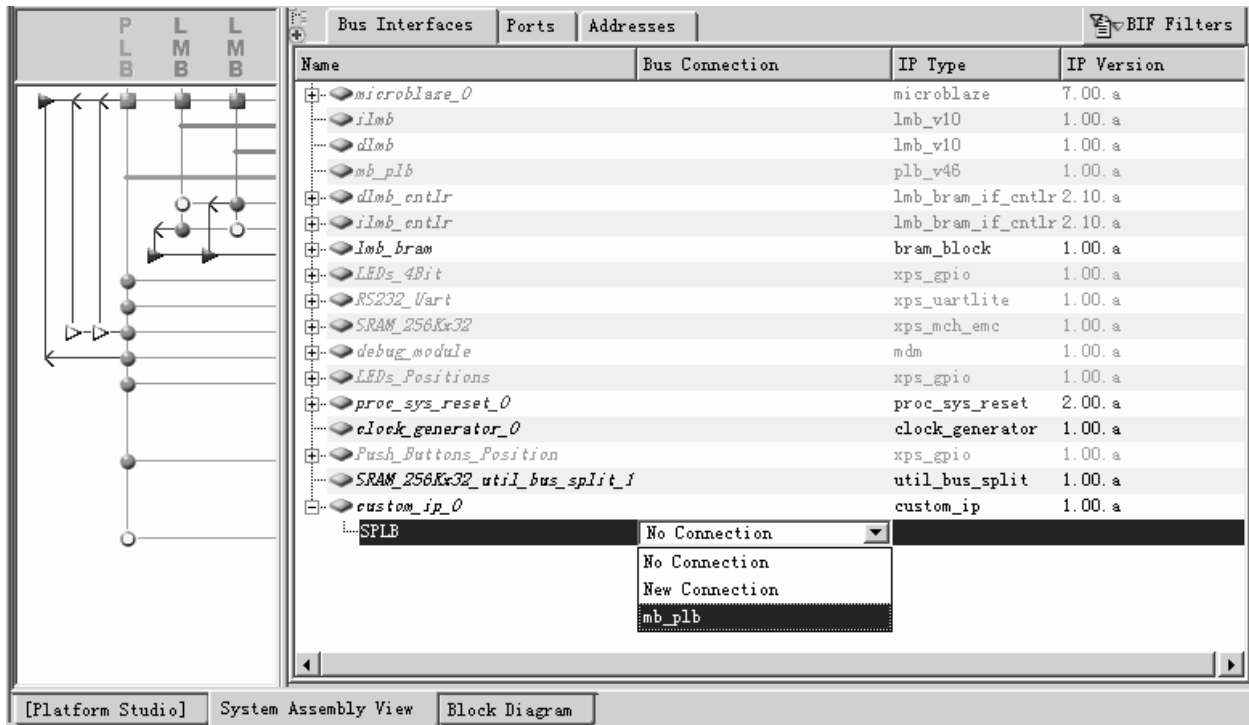 PLB LMB LMB
Bus Interfaces Ports Addresses BIF Filters
Name Bus Connection IP Type IP Version
microblaze_0 microblaze 7.00.a
ilmb lmb_v10 1.00.a
dlmb lmb_v10 1.00.a
mb_plb plb_v46 1.00.a
dlmb_cntlr lmb_bram_if_cntlr 2.10.a
ilmb_cntlr lmb_bram_if_cntlr 2.10.a
lmb_bram bram_block 1.00.a
LEDs_4Bit xps_gpio 1.00.a
RS232_Uart xps_uartlite 1.00.a
SRAM_256Kx32 xps_mch_emc 1.00.a
debug_module mdm 1.00.a
LEDs_Positions xps_gpio 1.00.a
proc_sys_reset_0 proc_sys_reset 2.00.a
clock_generator_0 clock_generator 1.00.a
Push_Buttons_Position xps_gpio 1.00.a
SRAM_256Kx32_util_bus_split_1 util_bus_split 1.00.a
custom_ip_0 custom_ip 1.00.a
SPLB No Connection
No Connection
New Connection
mb_plb
[Platform Studio] System Assembly View Block Diagram